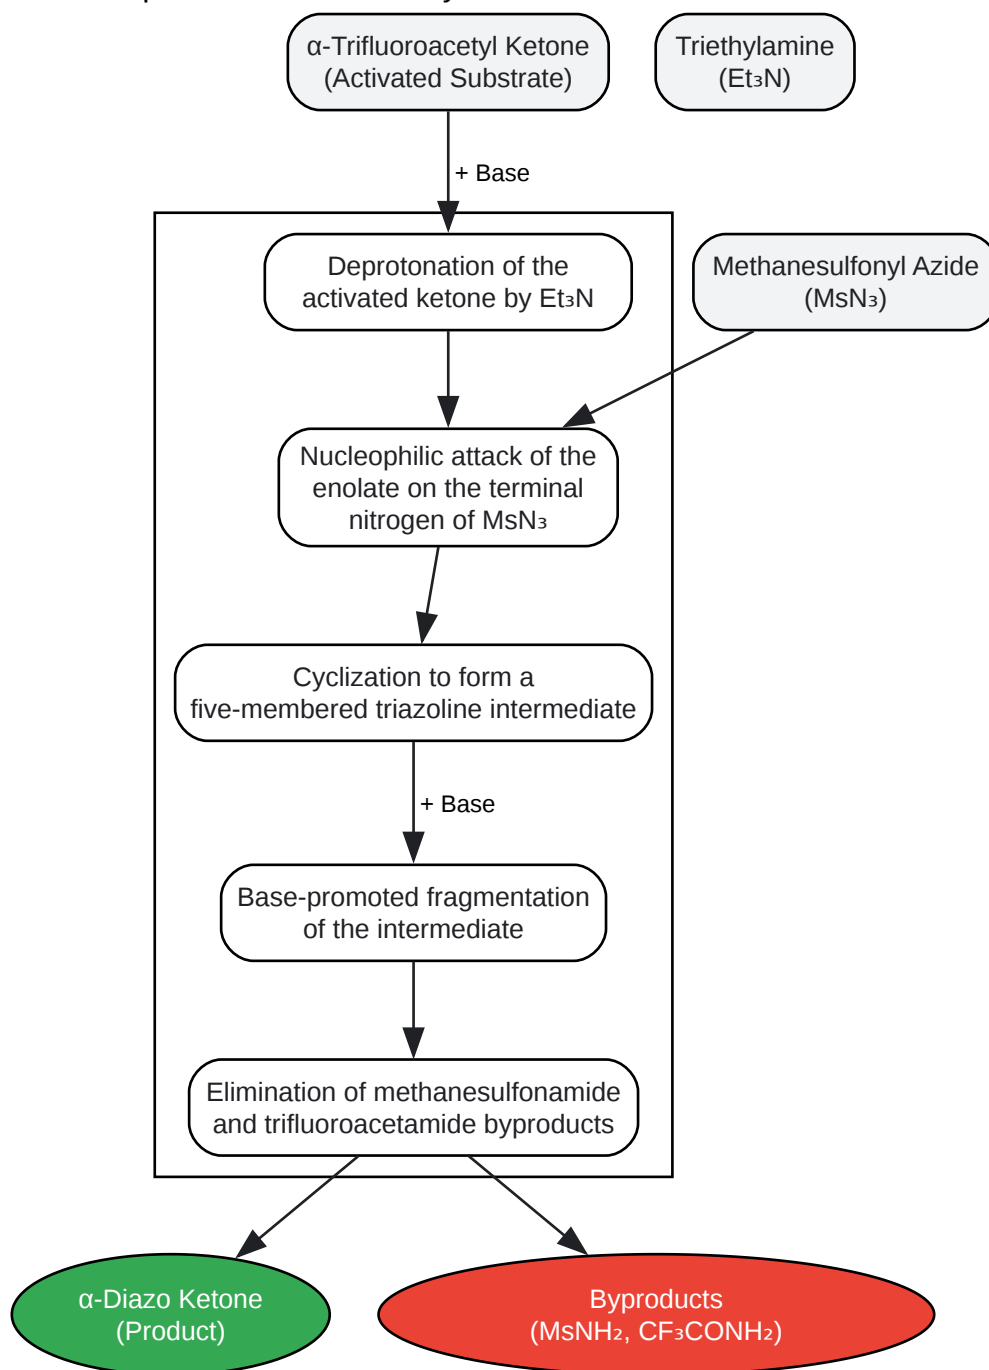 α-Trifluoroacetyl Ketone
(Activated Substrate)
Triethylamine
(Et₃N)
+ Base
Deprotonation of the
activated ketone by Et₃N
Methanesulfonyl Azide
(MsN₃)
Nucleophilic attack of the
enolate on the terminal
nitrogen of MsN₃
Cyclization to form a
five-membered triazoline intermediate
+ Base
Base-promoted fragmentation
of the intermediate
Elimination of methanesulfonamide
and trifluoroacetamide byproducts
α-Diazo Ketone
(Product)
Byproducts
(MsNH₂, CF₃CONH₂)